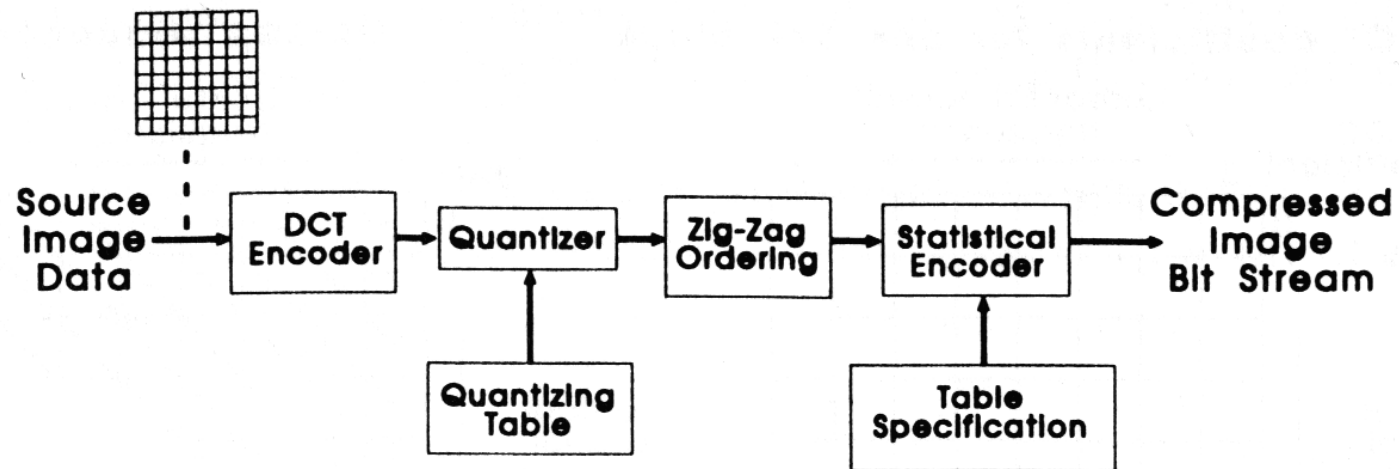 Source
Image
Data
DCT
Encoder
Quantizer
Zig-Zag
Ordering
Statistical
Encoder
Compressed
Image
Bit Stream
Quantizing
Table
Table
Specification